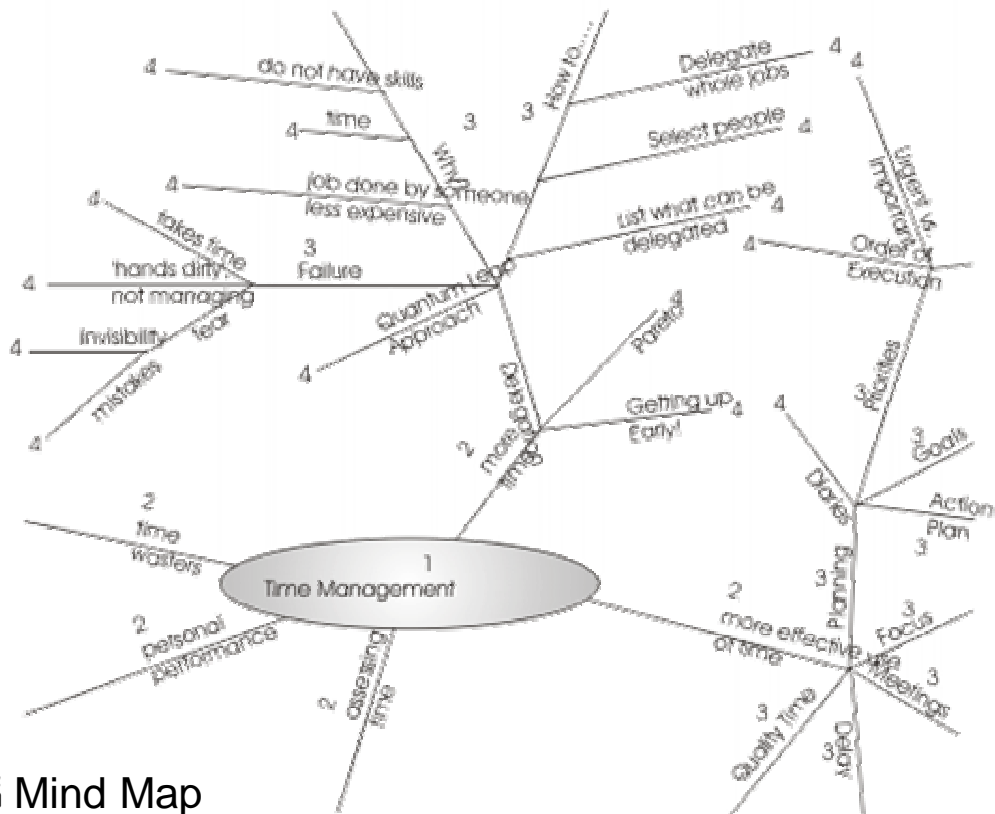 How to.....
3
3
Why?
do not have skills
4
time
4
job done by someone
less expensive
4
Delegate
whole jobs
4
Select people
4
List what can be
delegated
4
4
Urgent vs.
Important
4
Order of
Execution
takes time
4
3
Failure
'hands dirty'
not managing
4
fear
invisibility
4
mistakes
4
Quantum Leap
Approach
4
Pareto
4
Getting up
Early!
4
2
more
time
3
Priorities
4
Diaries
3
Goals
Action
Plan
3
Planning
3
1
Time Management
2
time
wasters
2
personal
performance
2
assessing
time
2
more effective use
of time
3
Focus
3
Meetings
3
Quality Time
3
Delay
Mind Map